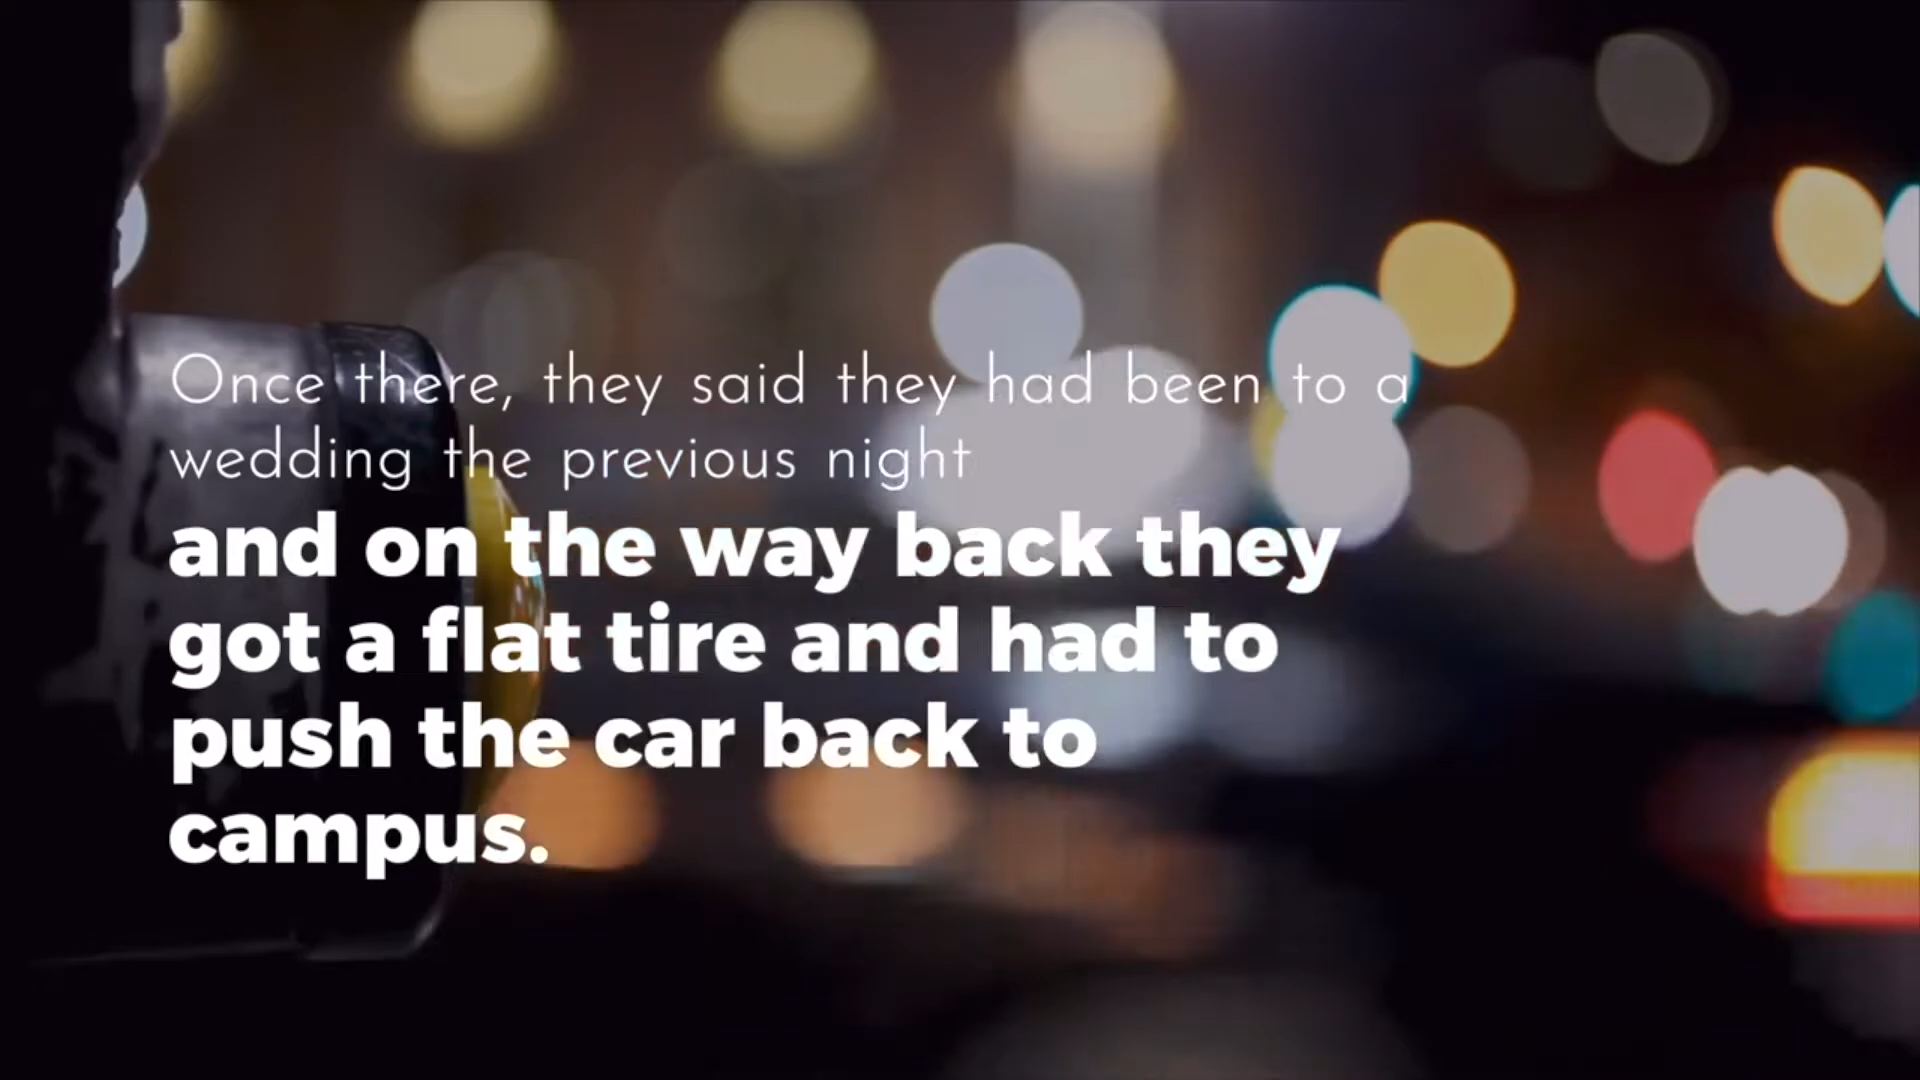 Once there, they said they had been to a
wedding the previous night
and on the way back they
got a flat tire and had to
push the car back to
campus.